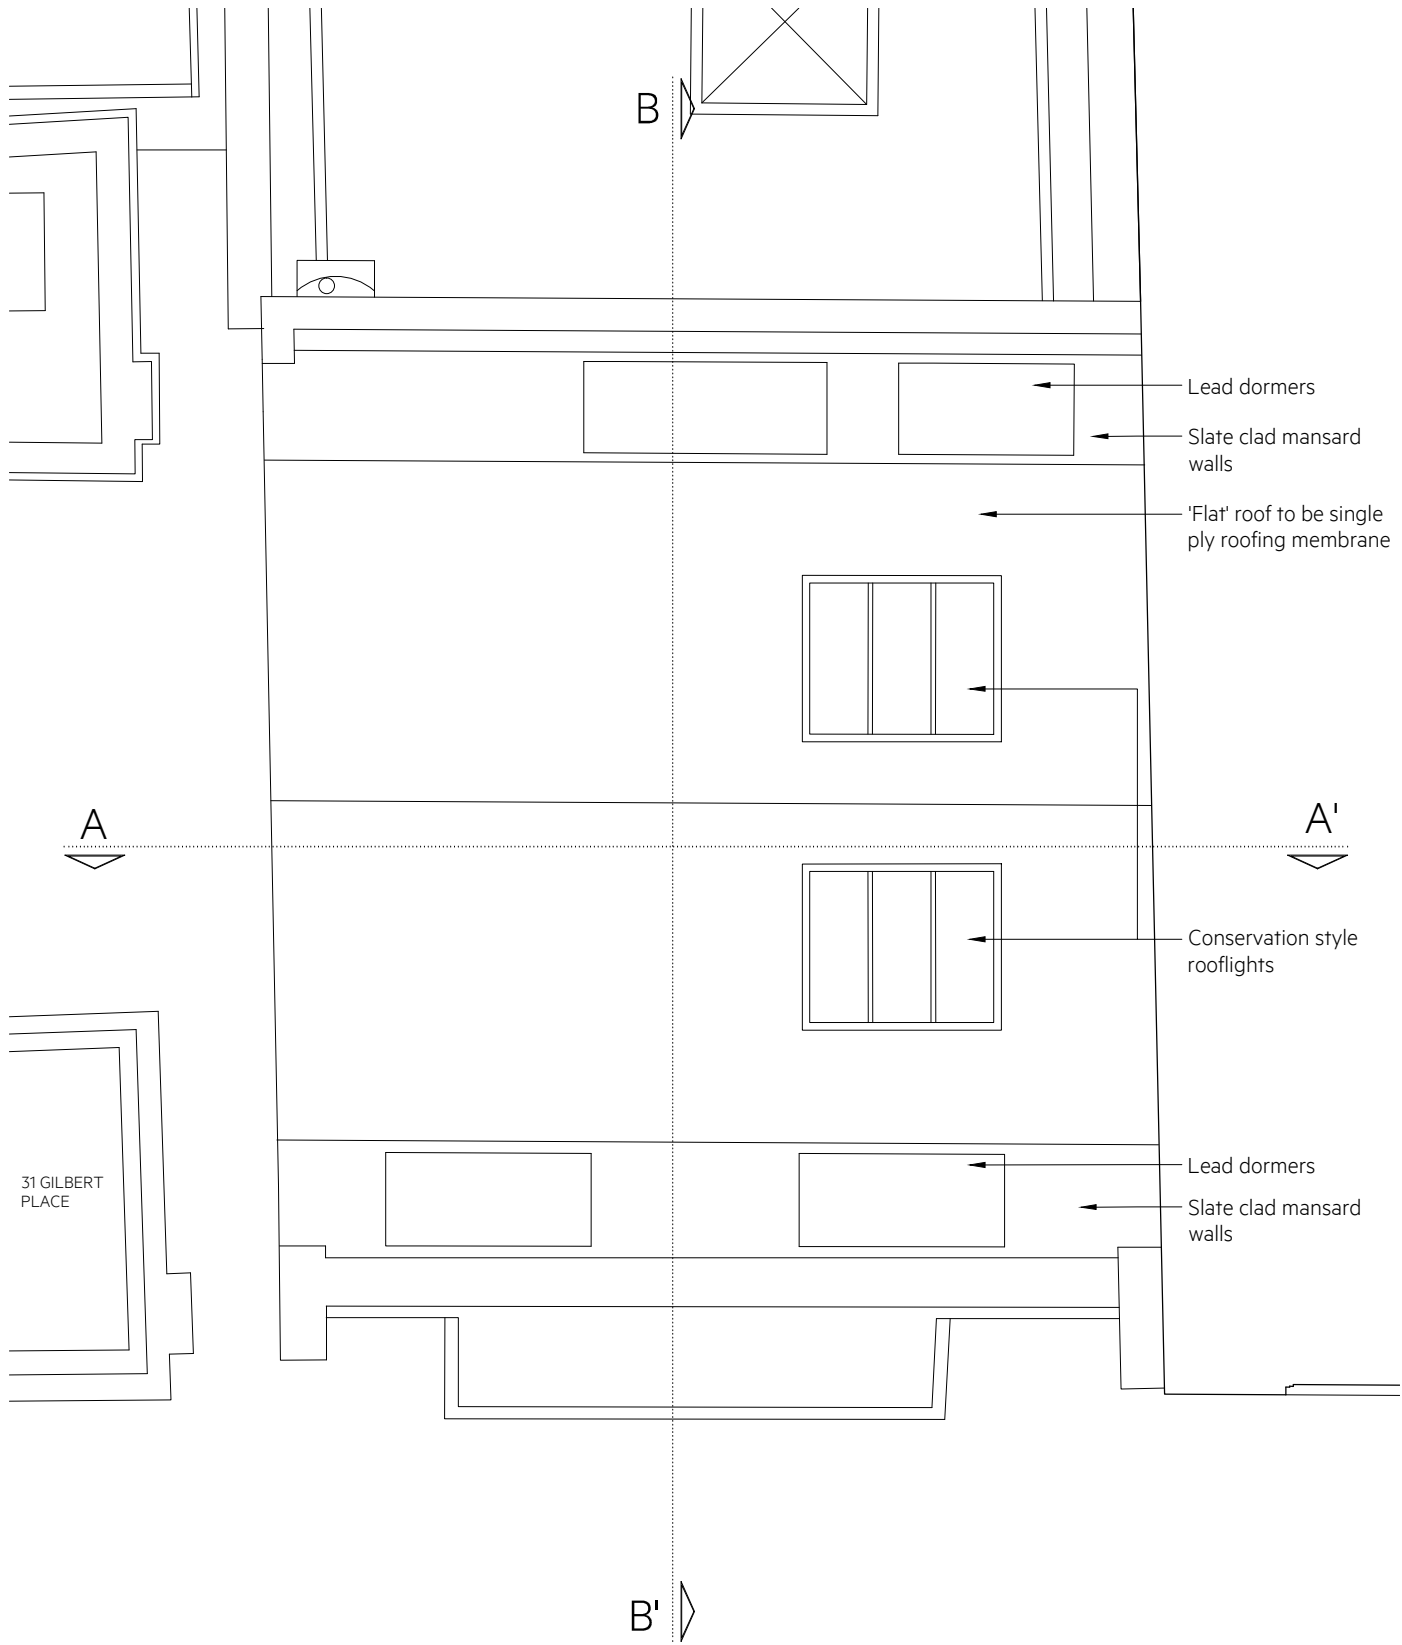 B
Lead dormers
Slate clad mansard
walls
'Flat' roof to be single
ply roofing membrane
A
A'
Conservation style
rooflights
31 GILBERT
PLACE
Lead dormers
Slate clad mansard
walls
B'